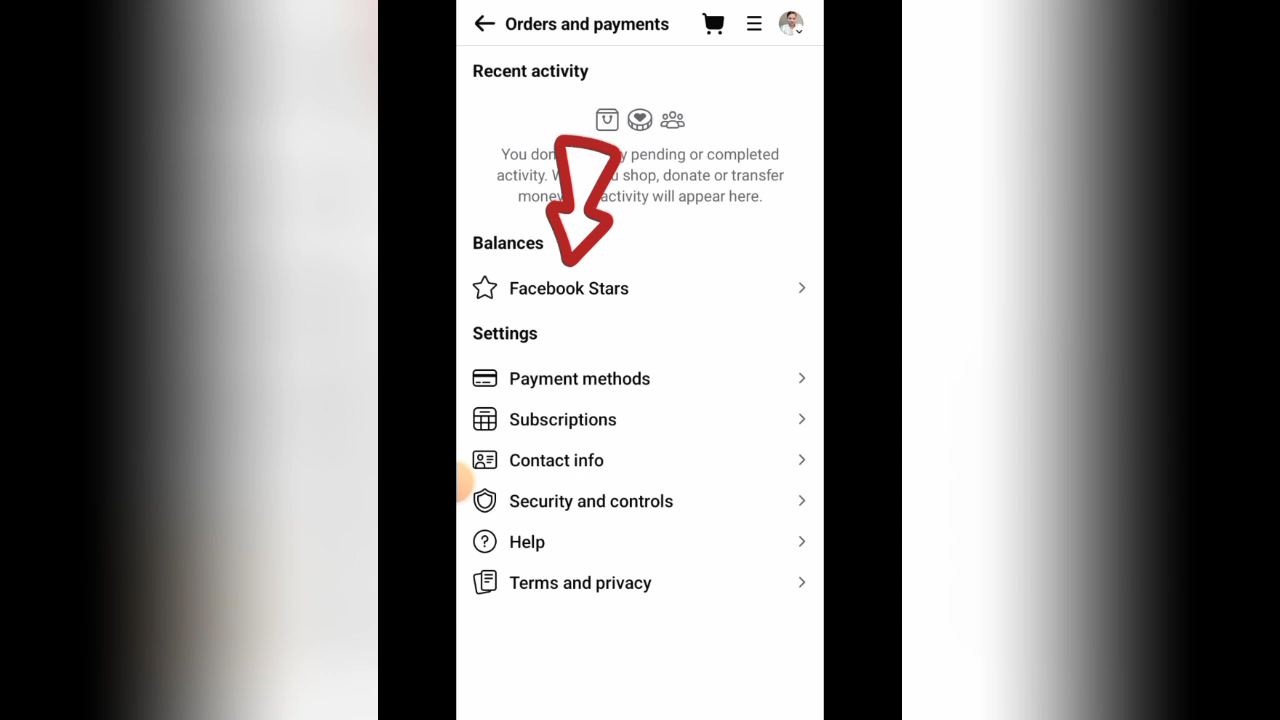 Orders and payments
Recent activity
You don y pending or completed
activity. W u shop, donate or transfer
money activity will appear here.
Balances
Facebook Stars
Settings
Payment methods
Subscriptions
Contact info
Security and controls
Help
Terms and privacy